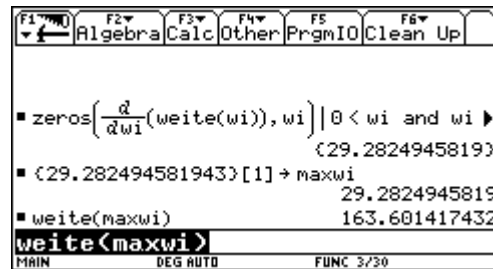 F1 F2 F3 F4 F5 F6
Algebra Calc Other PrgmIO Clean Up
▪ zeros(d/dwi(weite(wi)),wi)|0 < wi and wi ▶
{29.2824945819}
▪ {29.282494581943}[1] → maxwi
29.2824945819
▪ weite(maxwi) 163.601417432
weite(maxwi)
MAIN DEG AUTO FUNC 3/30